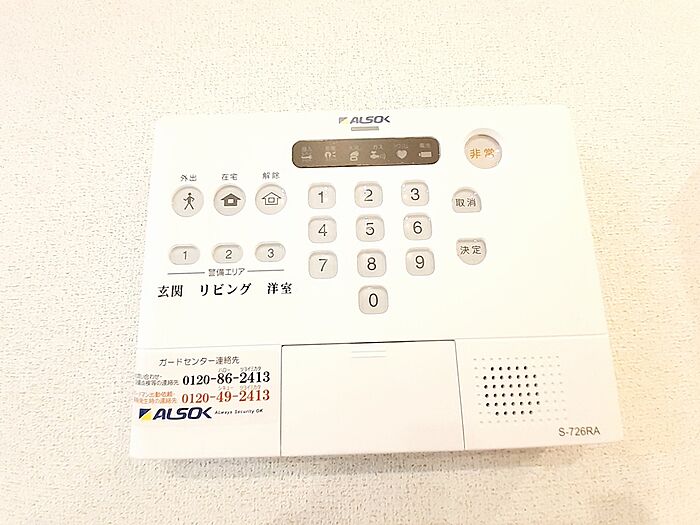 ALSOK
非常
外出 在宅 解除
1 2 3
取消
4 5 6
決定
1 2 3
7 8 9
警備エリア
玄関 リビング 洋室
0
ガードセンター連絡先
0120-86-2413
0120-49-2413
ALSOK Always Security OK
S-726RA